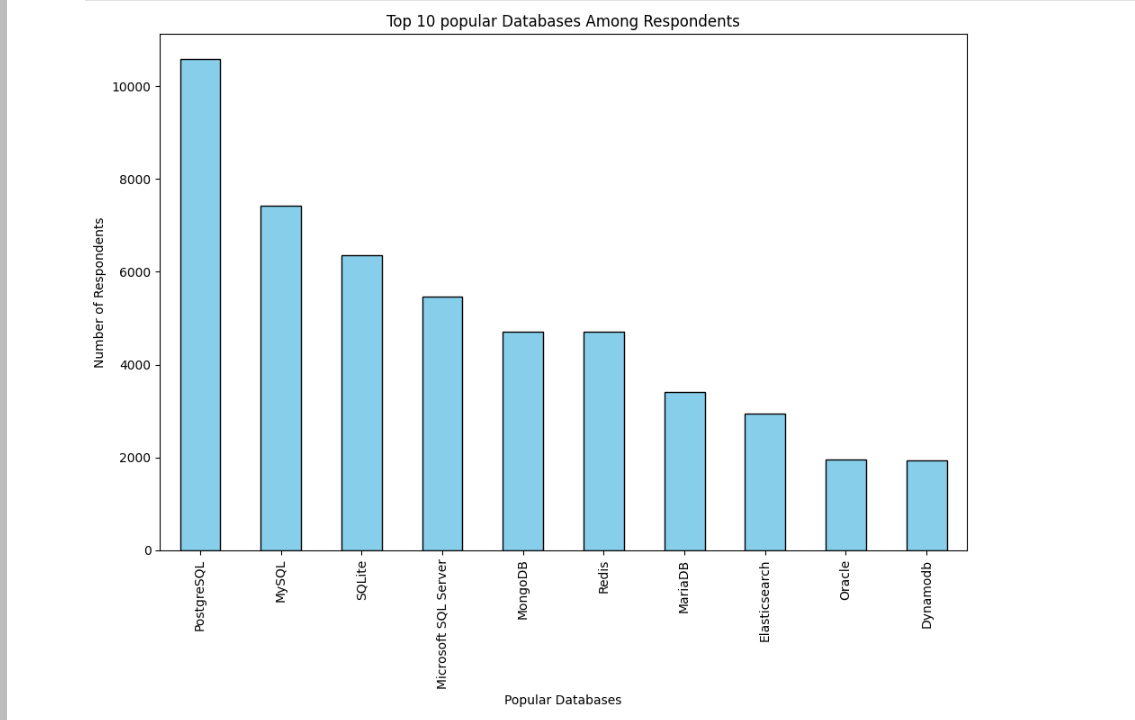 Top 10 popular Databases Among Respondents
Number of Respondents
10000
8000
6000
4000
2000
0
PostgreSQL
MySQL
SQLite
Microsoft SQL Server
MongoDB
Redis
MariaDB
Elasticsearch
Oracle
Dynamodb
Popular Databases